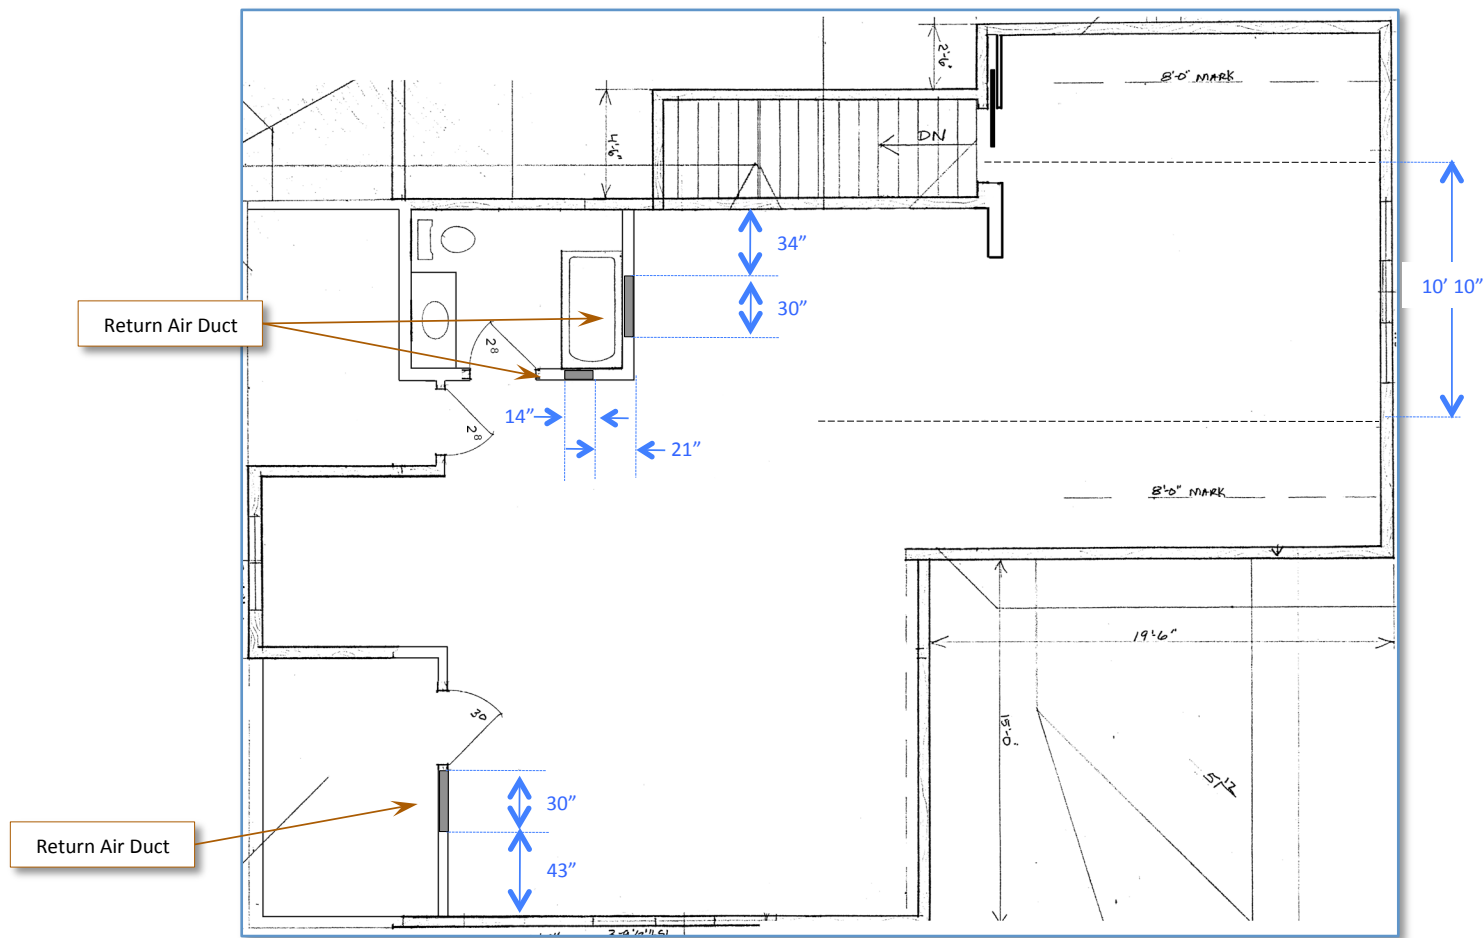 2'-6"
8'-0" MARK
DN
4'-6"
34”
10’ 10”
30”
Return Air Duct
2⁸
14”
2⁸
21”
8'-0" MARK
19'-6"
30
15'-0"
30”
Return Air Duct
43”